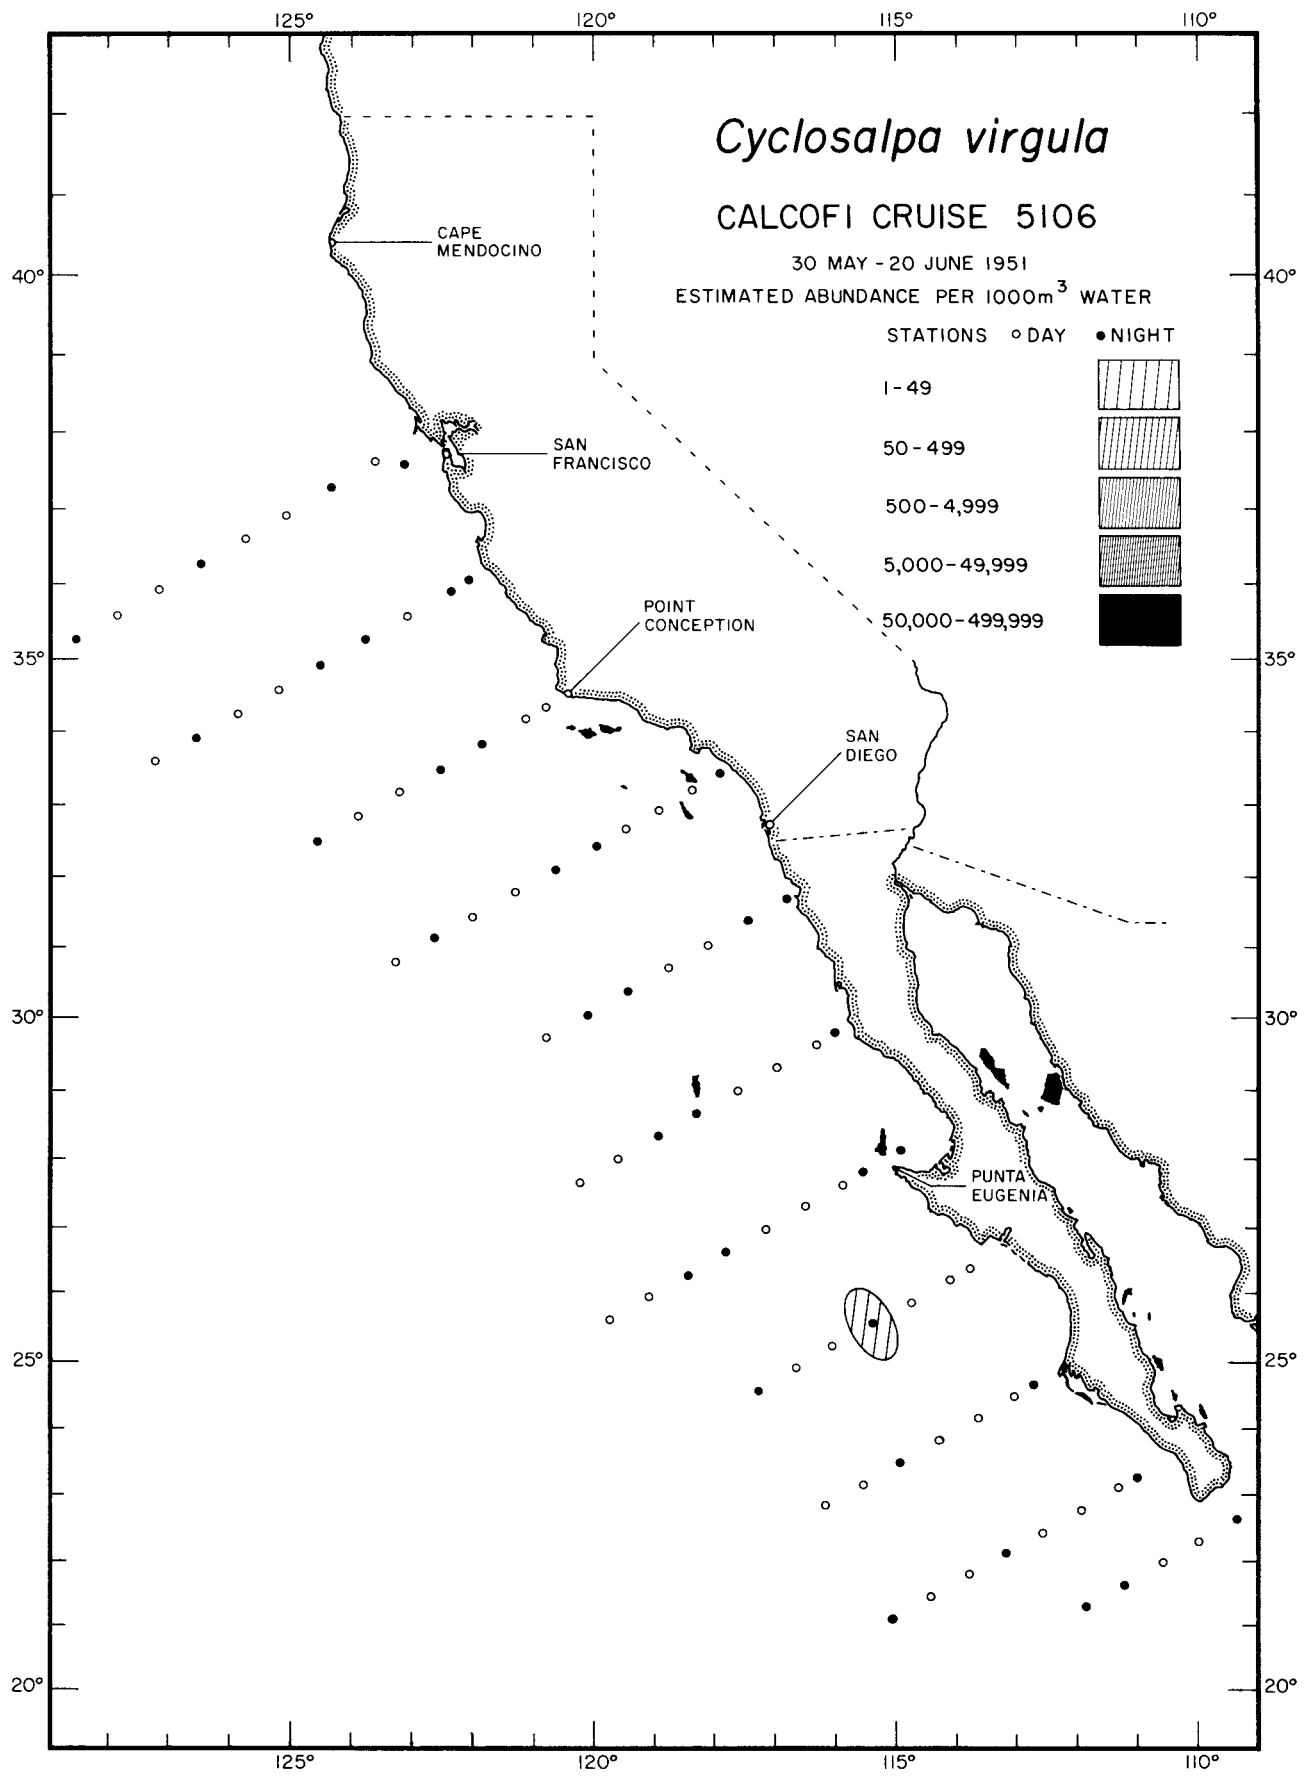 125° 120° 115° 110°
Cyclosalpa virgula
CALCOFI CRUISE 5106
30 MAY - 20 JUNE 1951
ESTIMATED ABUNDANCE PER 1000m³ WATER
STATIONS ○ DAY ● NIGHT
1-49
50-499
500-4,999
5,000-49,999
50,000-499,999
CAPE
MENDOCINO
40° 40°
SAN
FRANCISCO
POINT
CONCEPTION
35° 35°
SAN
DIEGO
30° 30°
PUNTA
EUGENIA
25° 25°
20° 20°
125° 120° 115° 110°